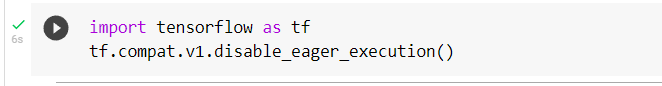 import tensorflow as tf
6s
tf.compat.v1.disable_eager_execution()